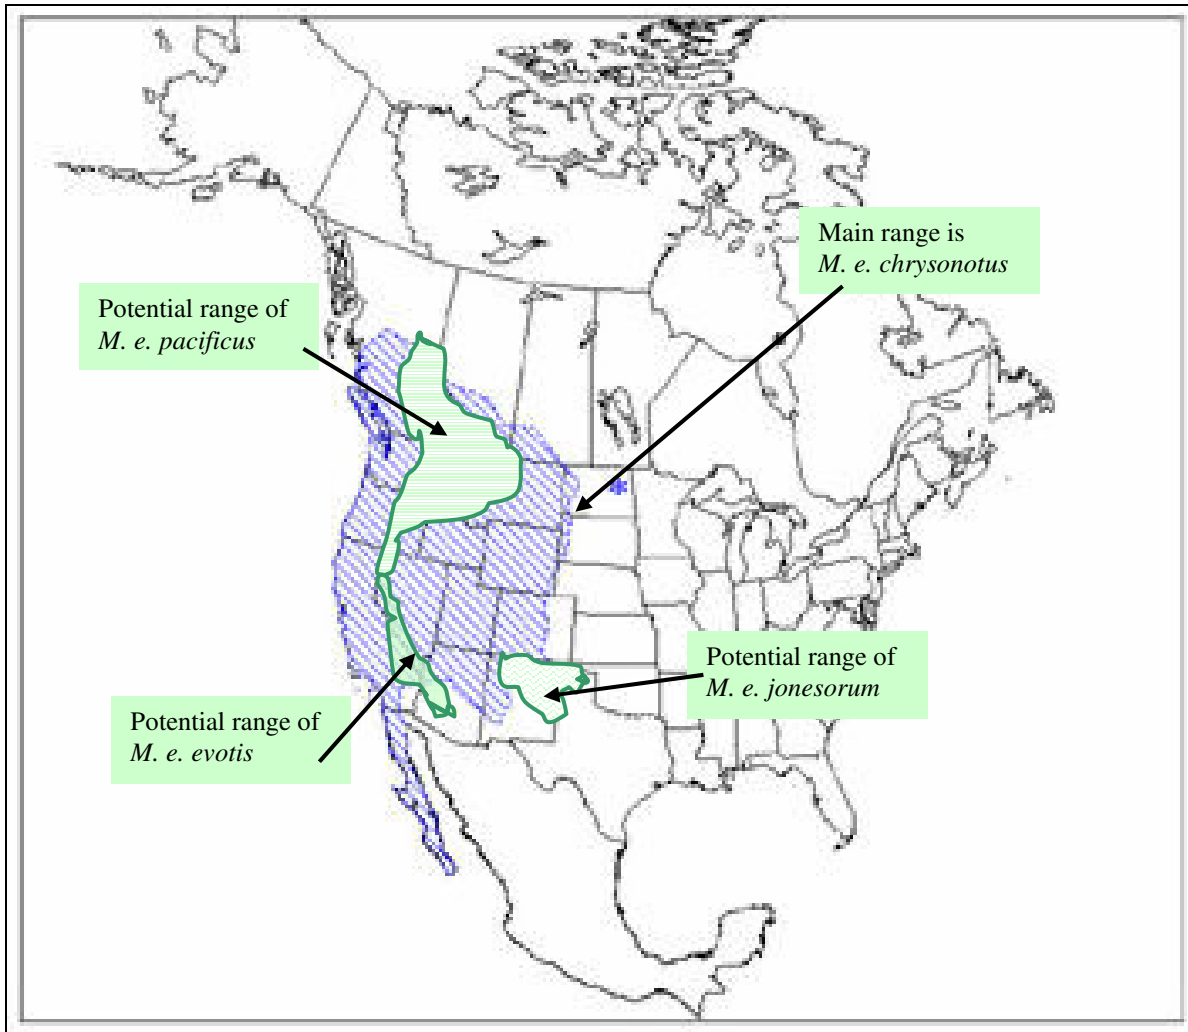 Main range is
M. e. chrysonotus
Potential range of
M. e. pacificus
Potential range of
M. e. jonesorum
Potential range of
M. e. evotis